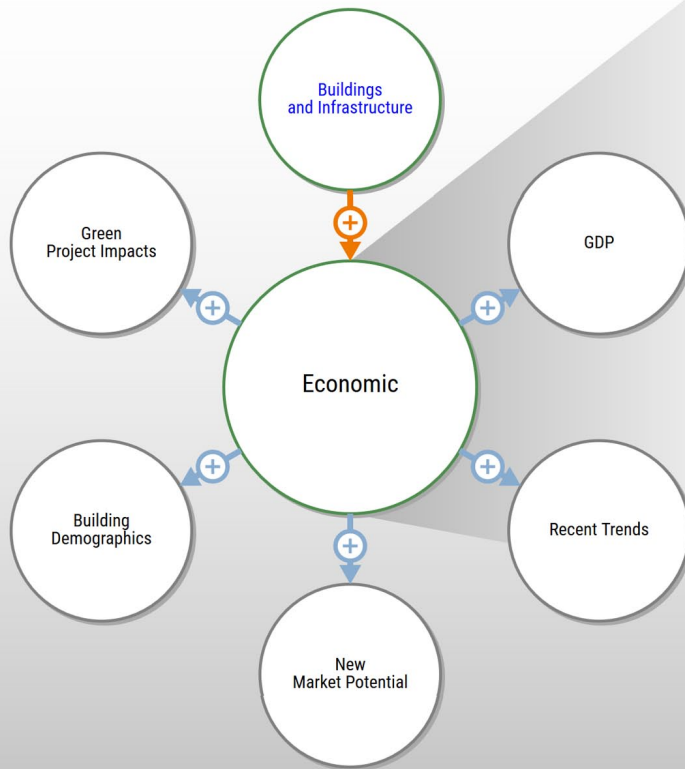 Buildings
and Infrastructure
Green
Project Impacts
GDP
Economic
Building
Demographics
Recent Trends
New
Market Potential